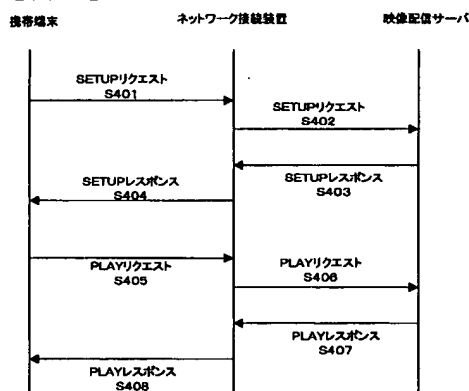 携帯端末
ネットワーク接続装置
映像配信サーバ
SETUPリクエスト
S401
SETUPリクエスト
S402
SETUPレスポンス
S403
SETUPレスポンス
S404
PLAYリクエスト
S405
PLAYリクエスト
S406
PLAYレスポンス
S407
PLAYレスポンス
S408